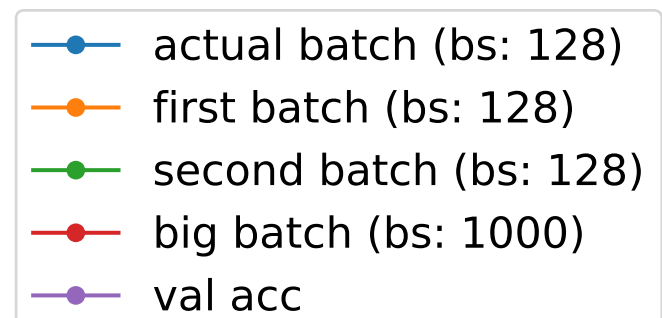 actual batch (bs: 128)
first batch (bs: 128)
second batch (bs: 128)
big batch (bs: 1000)
val acc